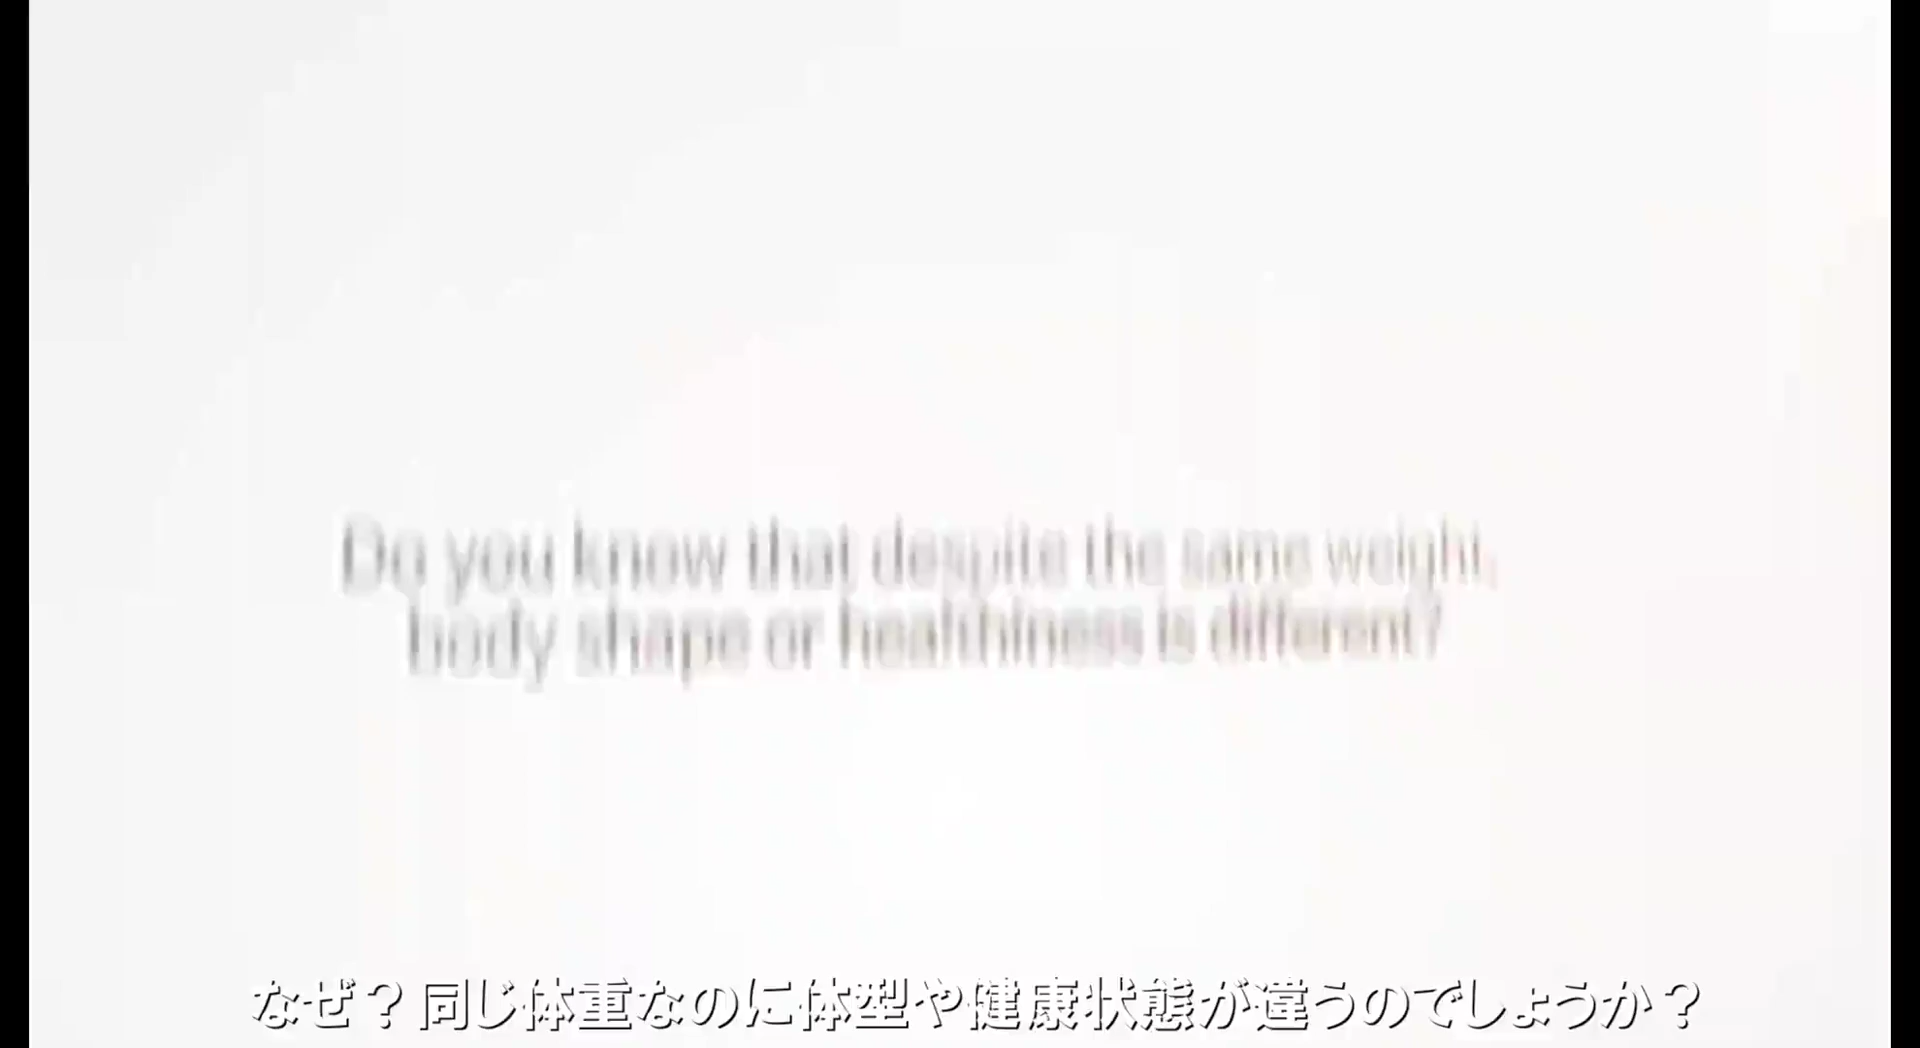 Do you know that despite the same weight,
body shape or healthiness is different?
なぜ？同じ体重なのに体型や健康状態が違うのでしょうか？